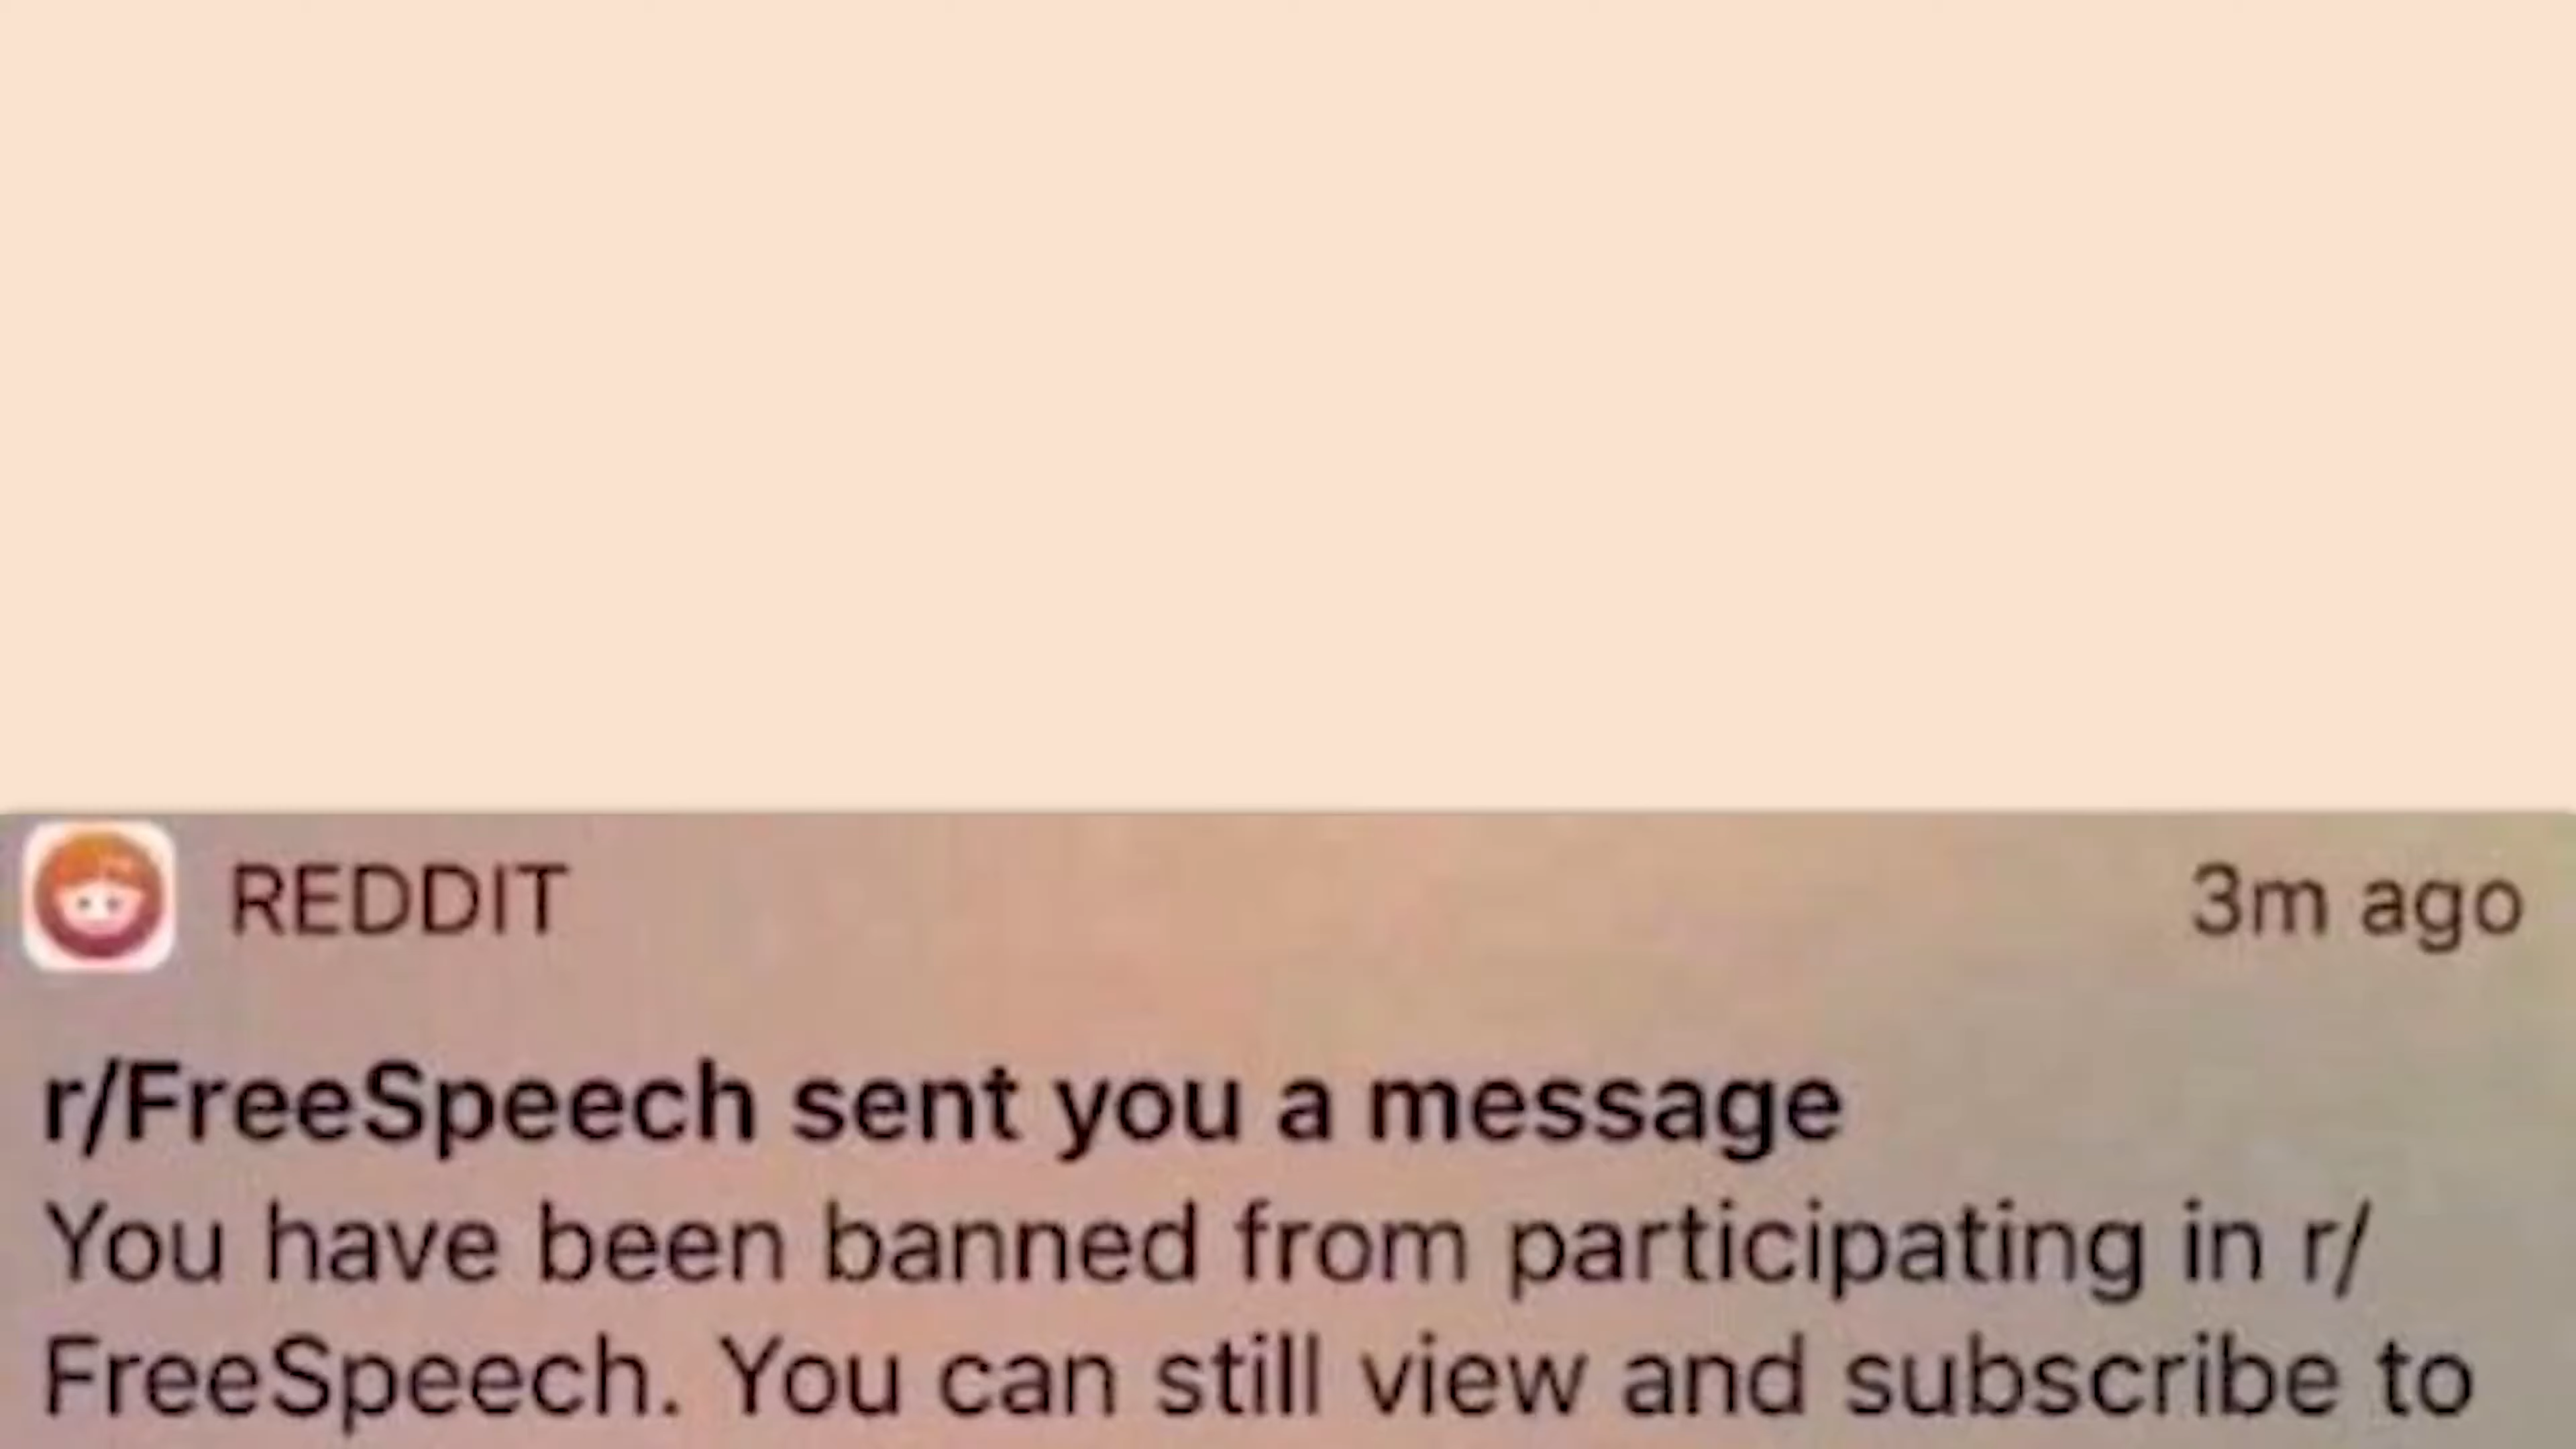 REDDIT 3m ago
r/FreeSpeech sent you a message
You have been banned from participating in r/
FreeSpeech. You can still view and subscribe to